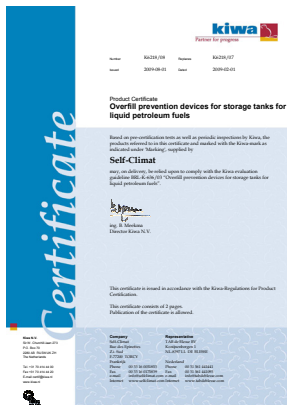 kiwa
Partner for progress
Number K6218/08 Replaces K6218/07
Issued 2009-08-01 Dated 2009-02-01
Product Certificate
Overfill prevention devices for storage tanks for
liquid petroleum fuels
Based on pre-certification tests as well as periodic inspections by Kiwa, the
products referred to in this certificate and marked with the Kiwa-mark as
indicated under 'Marking', supplied by
Self-Climat
may, on delivery, be relied upon to comply with the Kiwa evaluation
guideline BRL-K 636/03 "Overfill prevention devices for storage tanks for
liquid petroleum fuels".
ing. B. Meekma
Director Kiwa N.V.
This certificate is issued in accordance with the Kiwa-Regulations for Product
Certification.
This certificate consists of 2 pages.
Publication of the certificate is allowed.
Certificate
Kiwa N.V.
The Netherlands
www.kiwa.nl
Company
Self-Climat
Frankrijk
Representative
Nederland